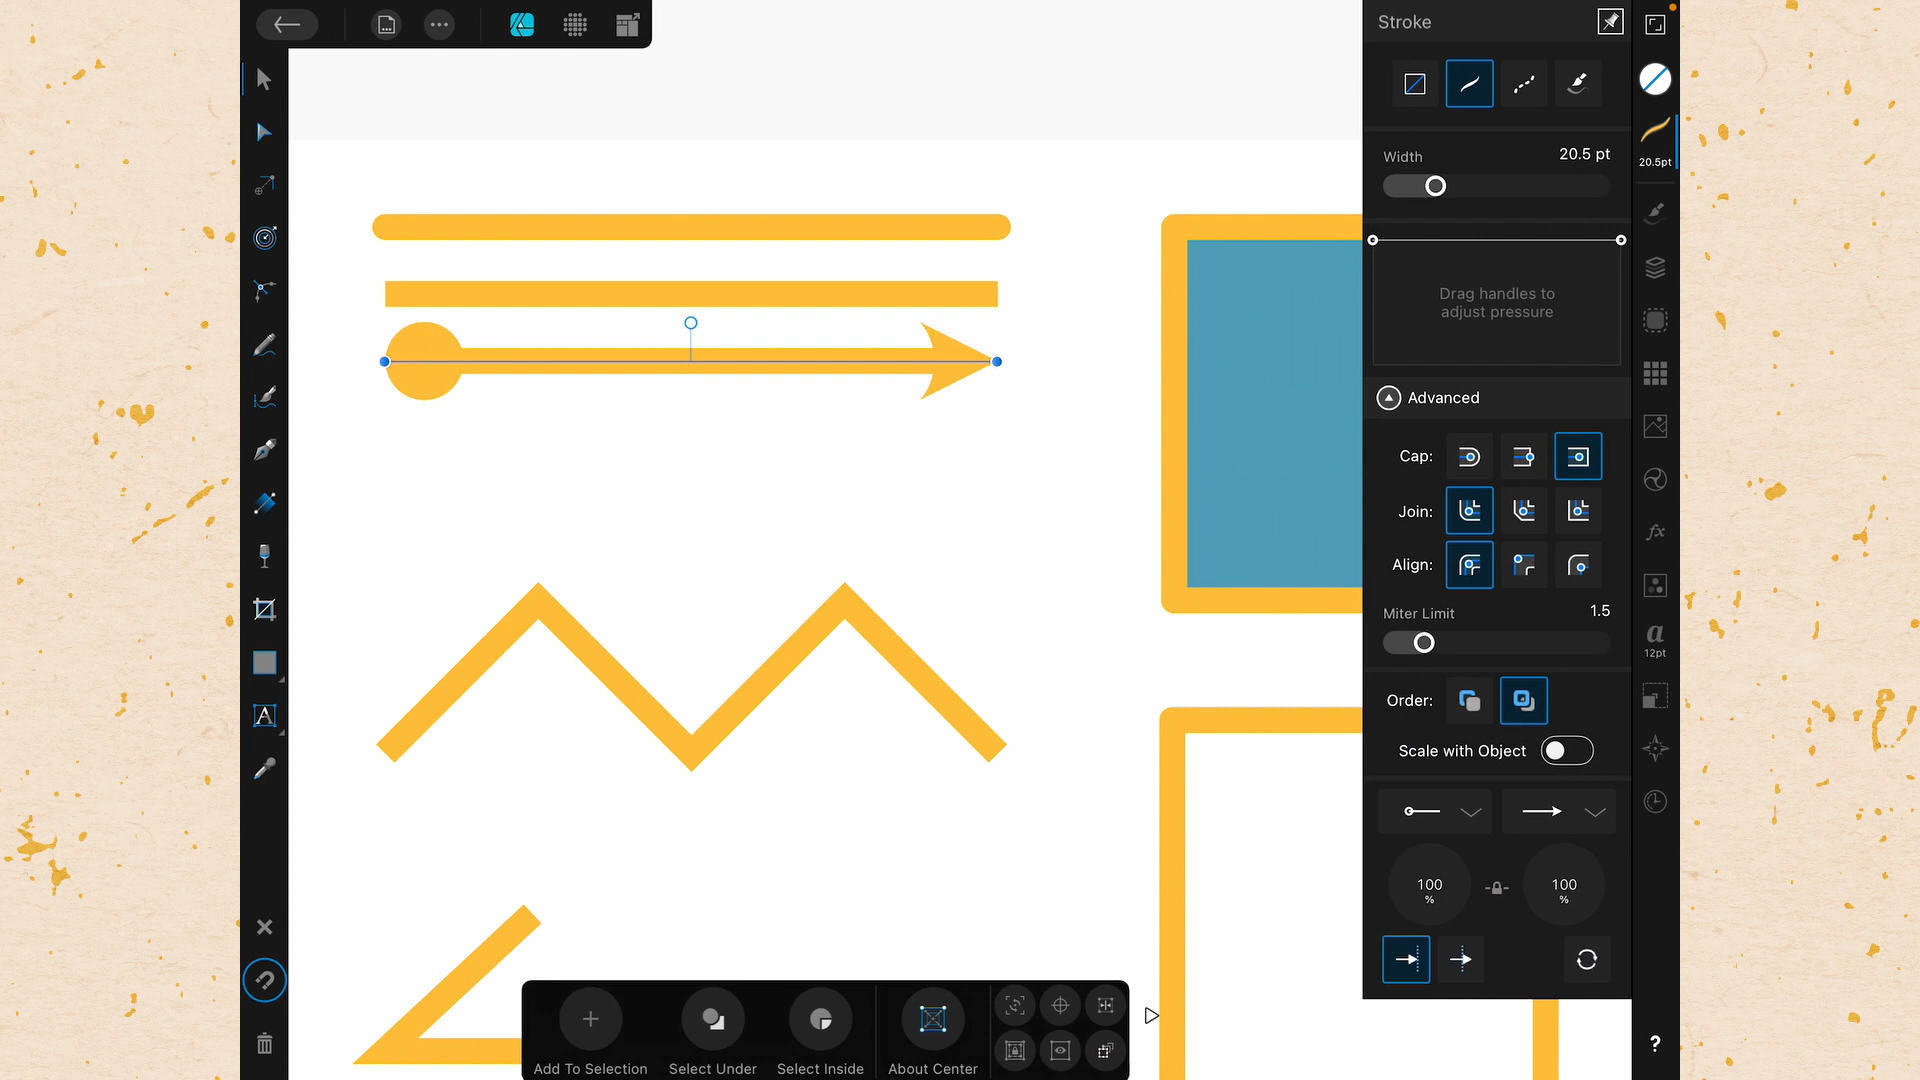 Stroke
Width
20.5 pt
20.5pt
Drag handles to
adjust pressure
Advanced
Cap:
Join:
Align:
Miter Limit
1.5
fx
a
12pt
Order:
Scale with Object
100
%
100
%
A
Add To Selection
Select Under
Select Inside
About Center
?